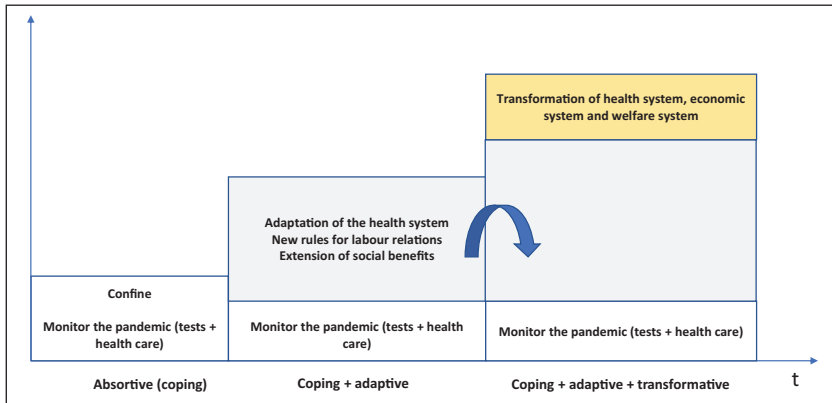 Transformation of health system, economic
system and welfare system
Adaptation of the health system
New rules for labour relations
Extension of social benefits
Confine
Monitor the pandemic (tests +
health care)
Monitor the pandemic (tests + health
care)
Monitor the pandemic (tests + health care)
Absortive (coping)
Coping + adaptive
Coping + adaptive + transformative
t